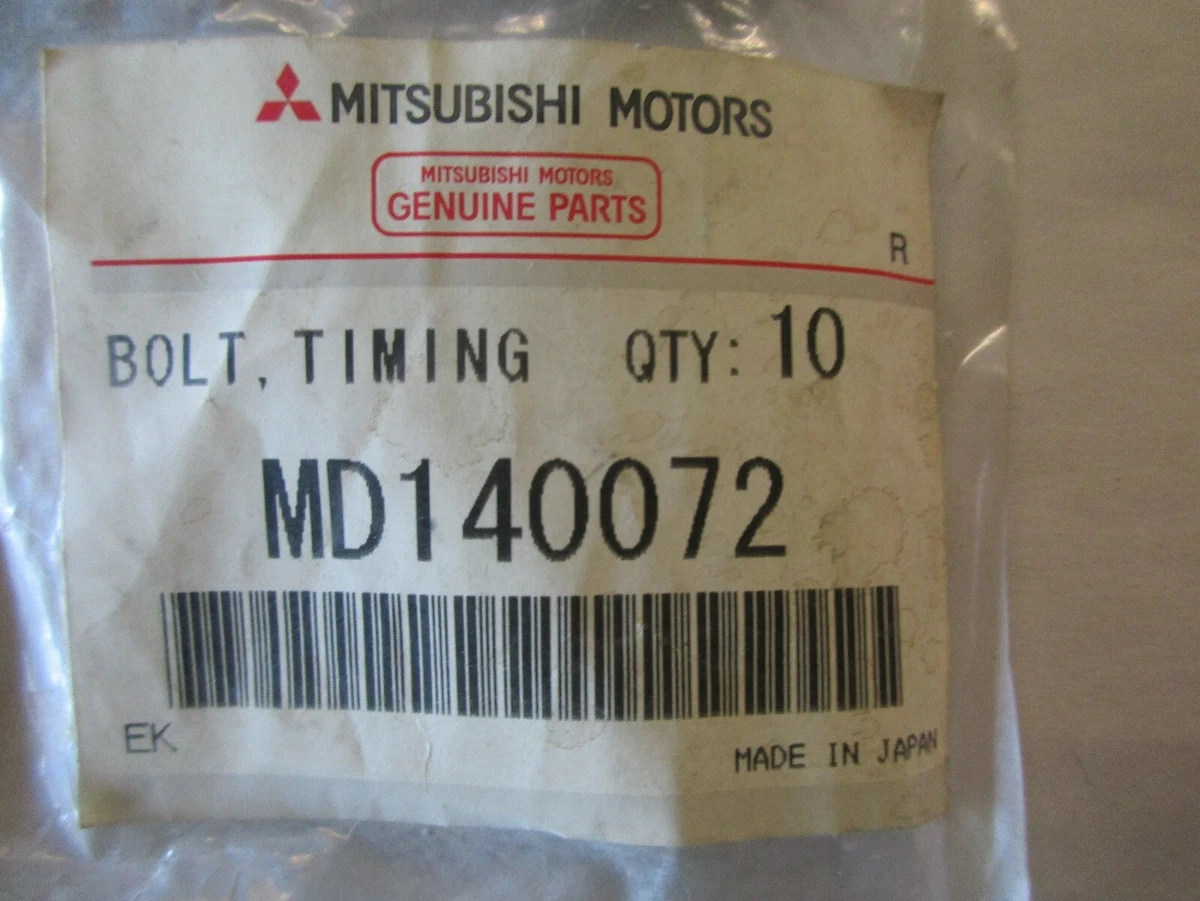 MITSUBISHI MOTORS
MITSUBISHI MOTORS
GENUINE PARTS
R
BOLT, TIMING QTY: 10
MD140072
EK
MADE IN JAPAN